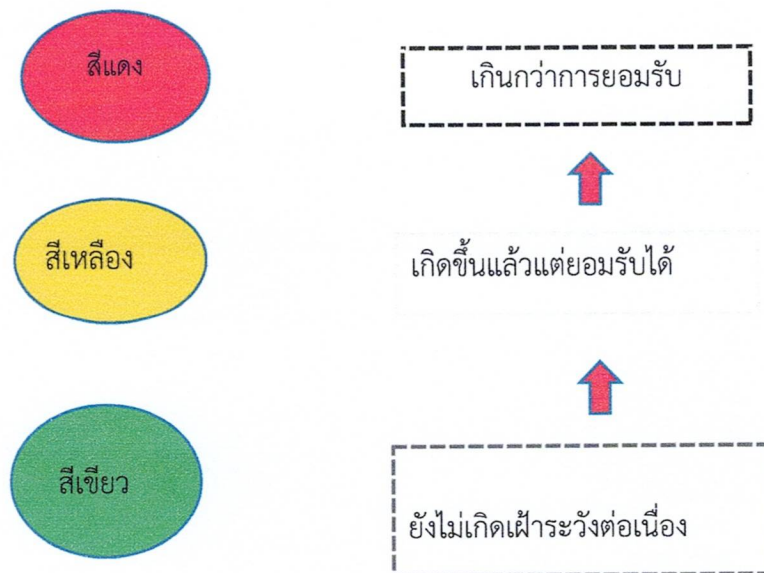 สีแดง
เกินกว่าการยอมรับ
สีเหลือง
เกิดขึ้นแล้วแต่ยอมรับได้
สีเขียว
ยังไม่เกิดเฝ้าระวังต่อเนื่อง